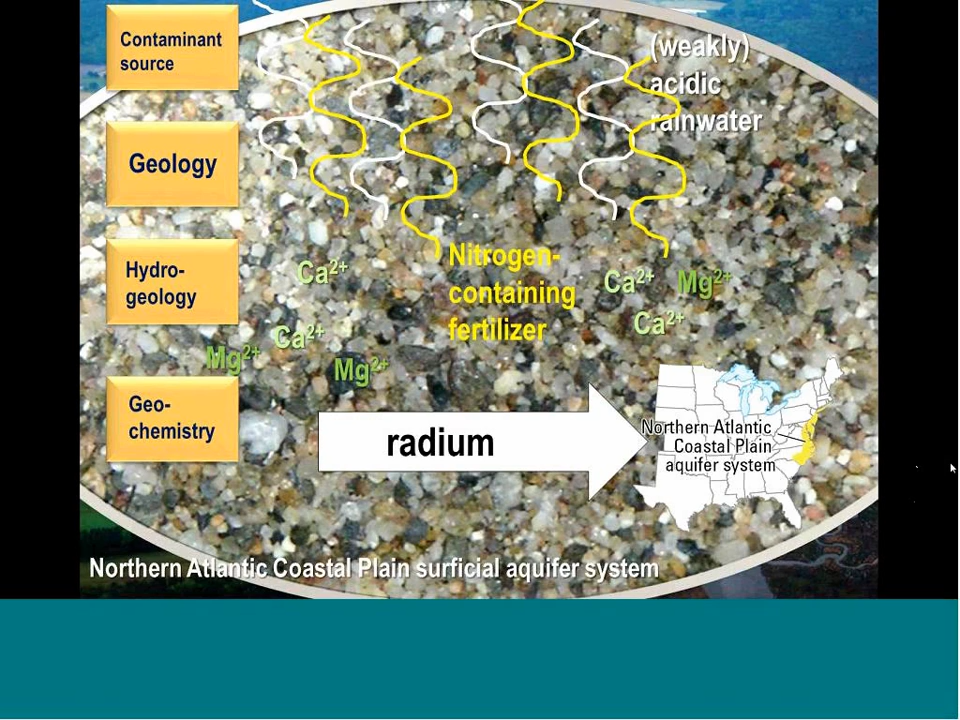 Contaminant
source
(weakly)
acidic
rainwater
Geology
Hydro-
geology
Nitrogen-
containing
fertilizer
Ca2+
Ca2+
Mg2+
Mg2+
Ca2+
Mg2+
Ca2+
Geo-
chemistry
radium
Northern Atlantic
Coastal Plain
aquifer system
Northern Atlantic Coastal Plain surficial aquifer system